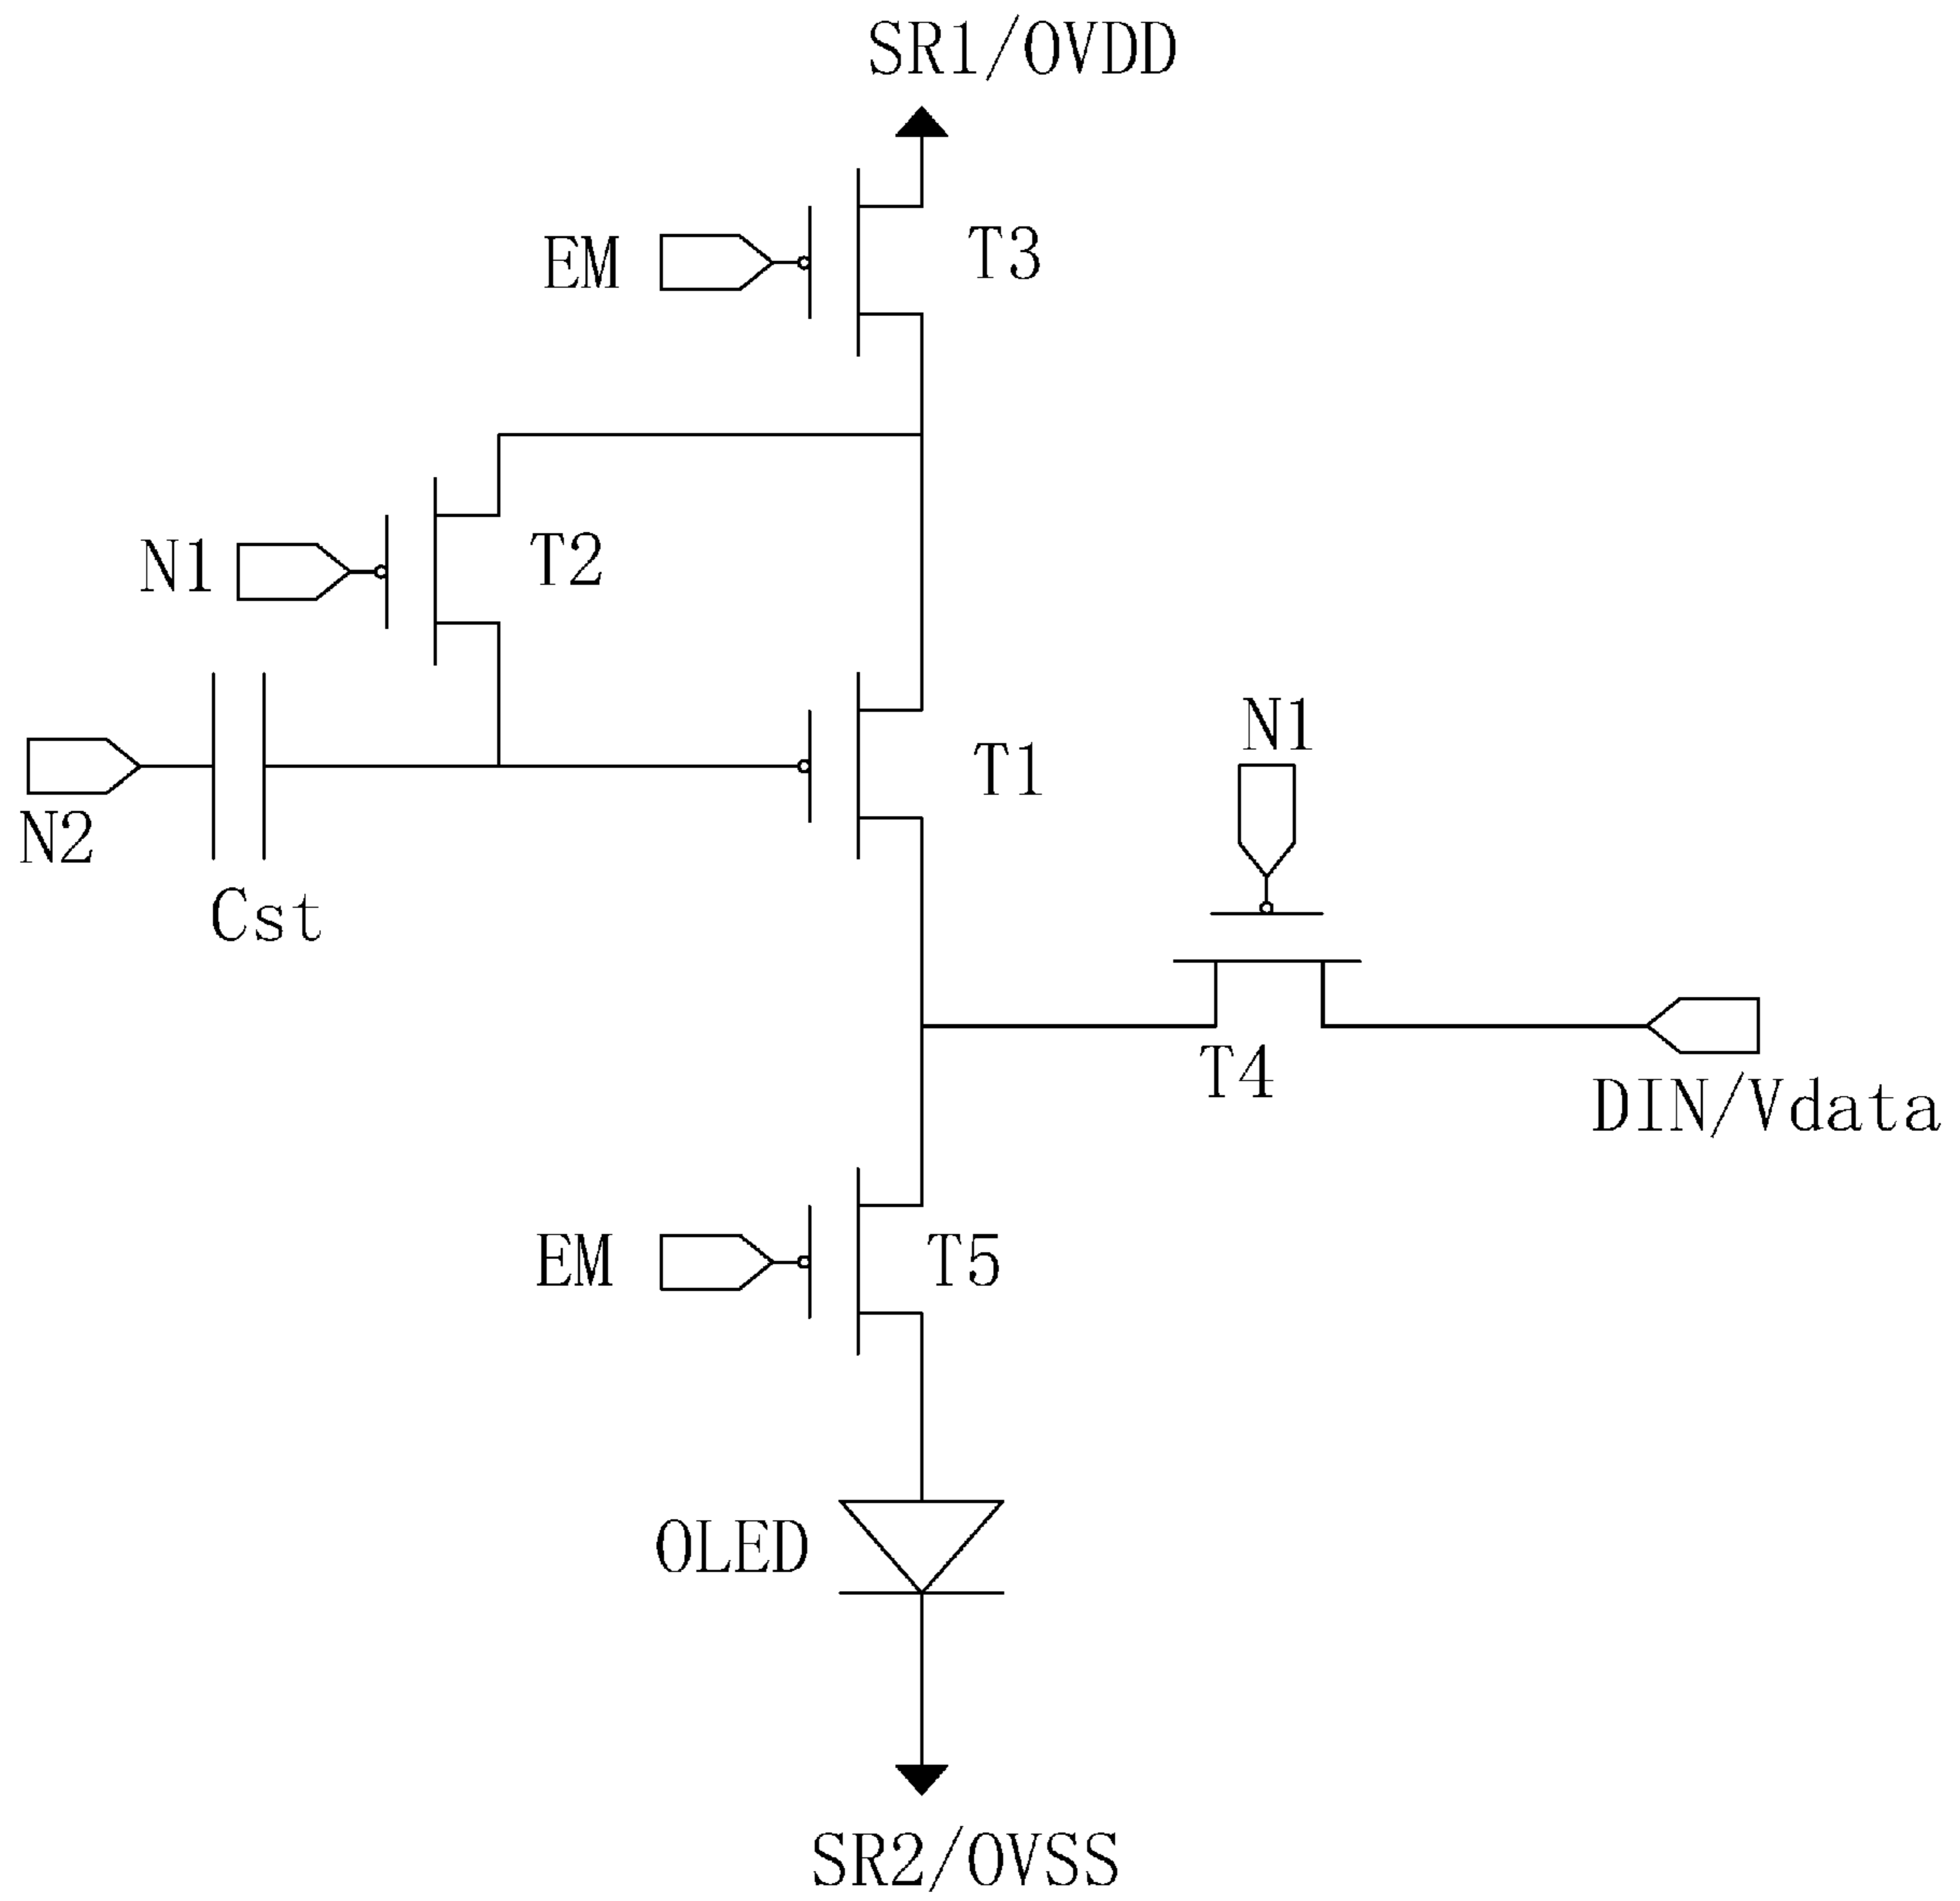 SR1/OVDD
EM
T3
N1
T2
N1
T1
N2
Cst
T4
DIN/Vdata
EM
T5
OLED
SR2/OVSS